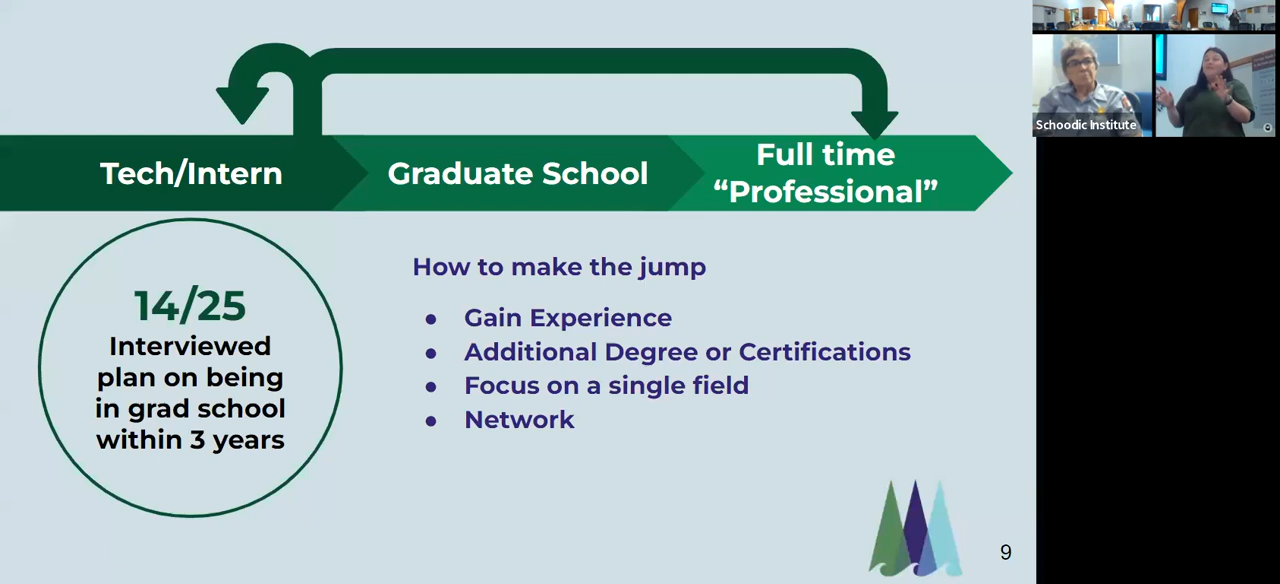 Tech/Intern
Graduate School
Full time
“Professional”
14/25
Interviewed
plan on being
in grad school
within 3 years
How to make the jump
● Gain Experience
● Additional Degree or Certifications
● Focus on a single field
● Network
9
Schoodic Institute